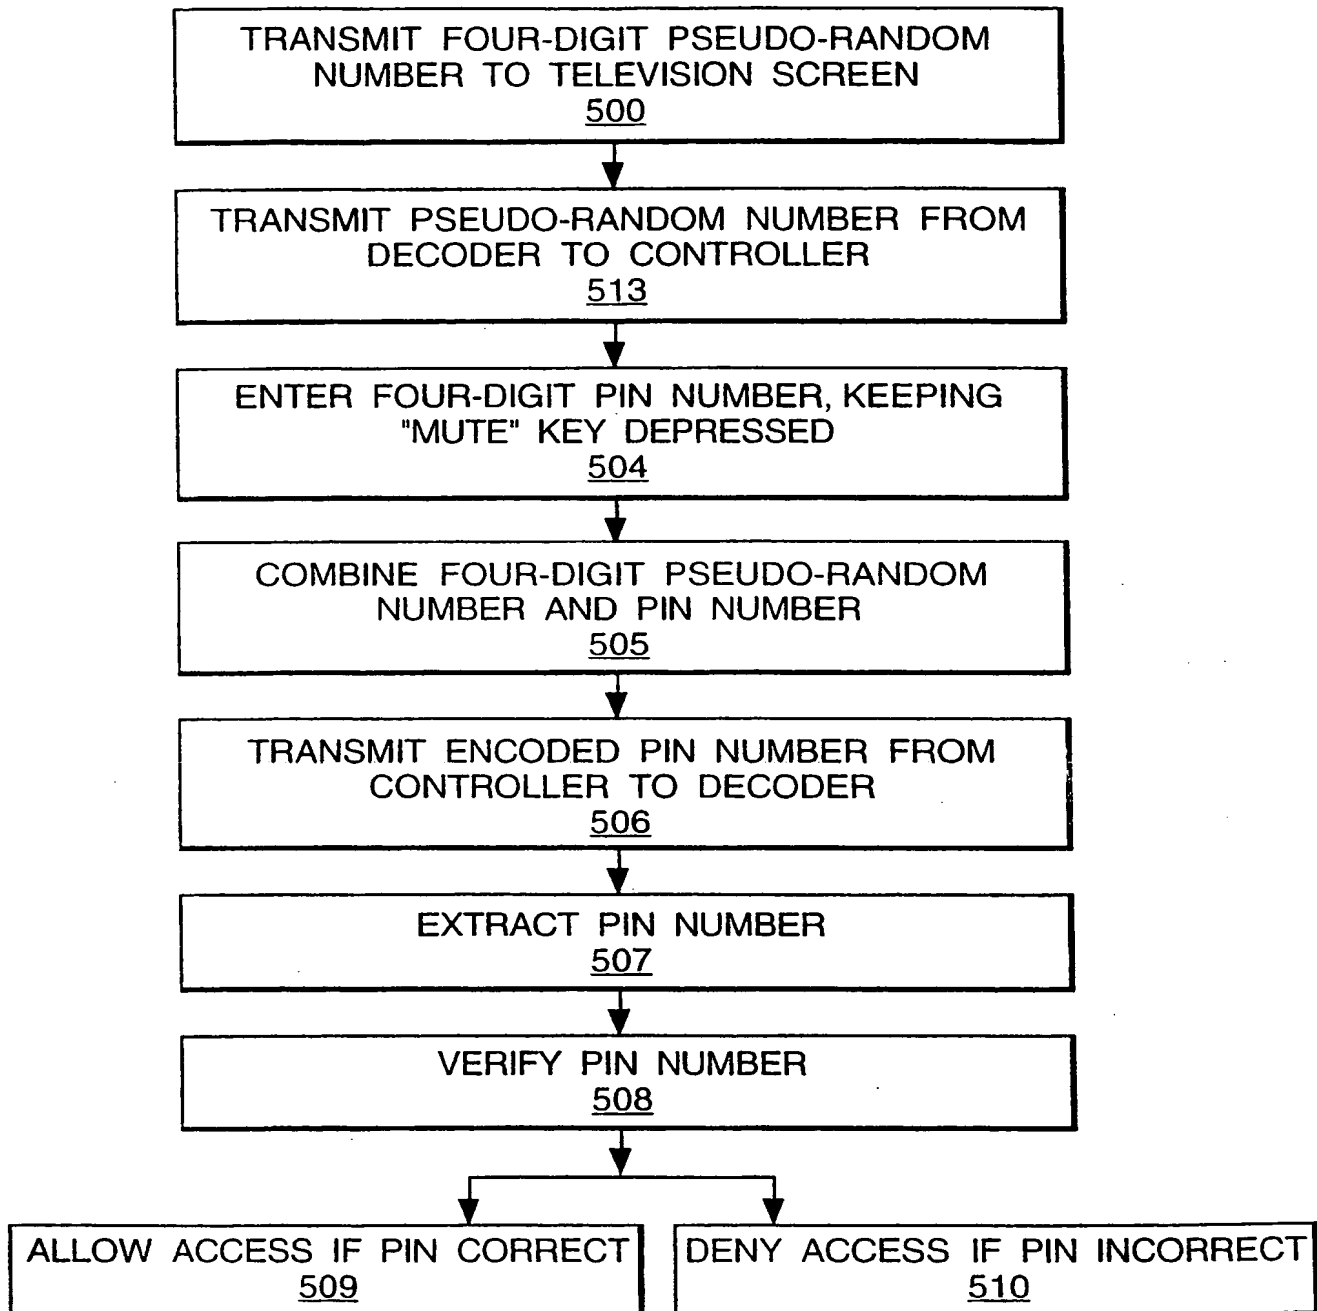 TRANSMIT FOUR-DIGIT PSEUDO-RANDOM
NUMBER TO TELEVISION SCREEN
500
TRANSMIT PSEUDO-RANDOM NUMBER FROM
DECODER TO CONTROLLER
513
ENTER FOUR-DIGIT PIN NUMBER, KEEPING
"MUTE" KEY DEPRESSED
504
COMBINE FOUR-DIGIT PSEUDO-RANDOM
NUMBER AND PIN NUMBER
505
TRANSMIT ENCODED PIN NUMBER FROM
CONTROLLER TO DECODER
506
EXTRACT PIN NUMBER
507
VERIFY PIN NUMBER
508
ALLOW ACCESS IF PIN CORRECT
509
DENY ACCESS IF PIN INCORRECT
510